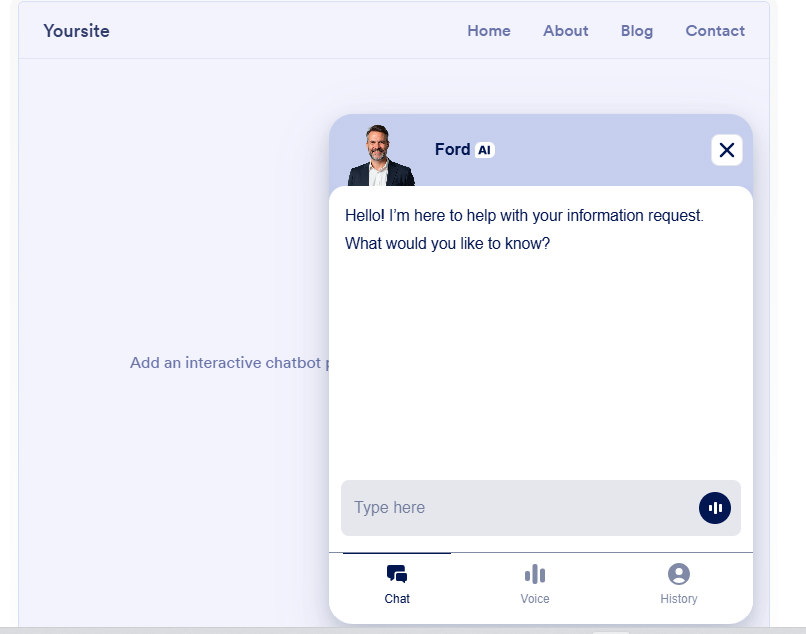 Yoursite
Home About Blog Contact
Ford AI
Hello! I’m here to help with your information request.
What would you like to know?
Add an interactive chatbot
Type here
Chat Voice History